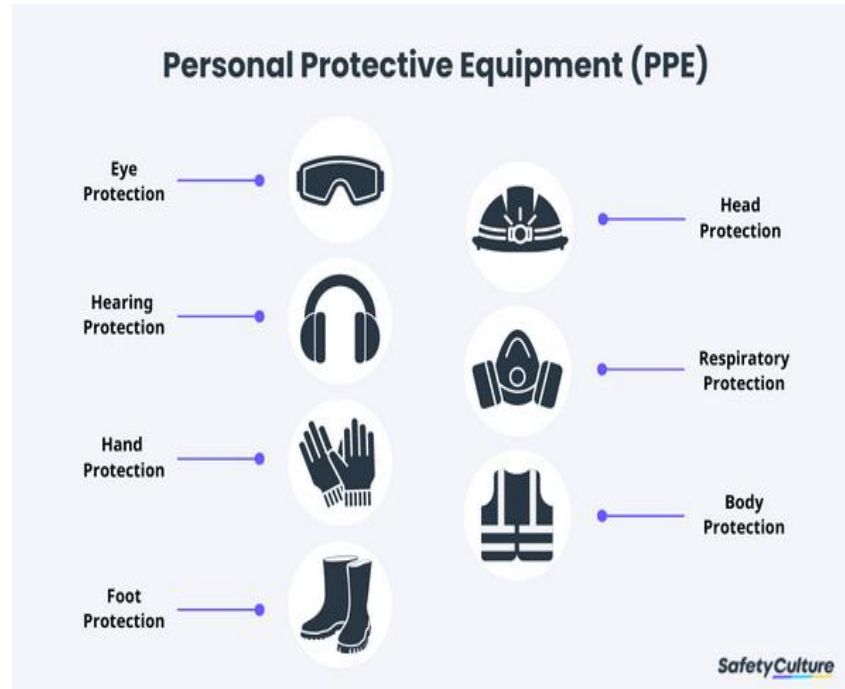 Personal Protective Equipment (PPE)
Eye
Protection
Hearing
Protection
Hand
Protection
Foot
Protection
Head
Protection
Respiratory
Protection
Body
Protection
SafetyCulture